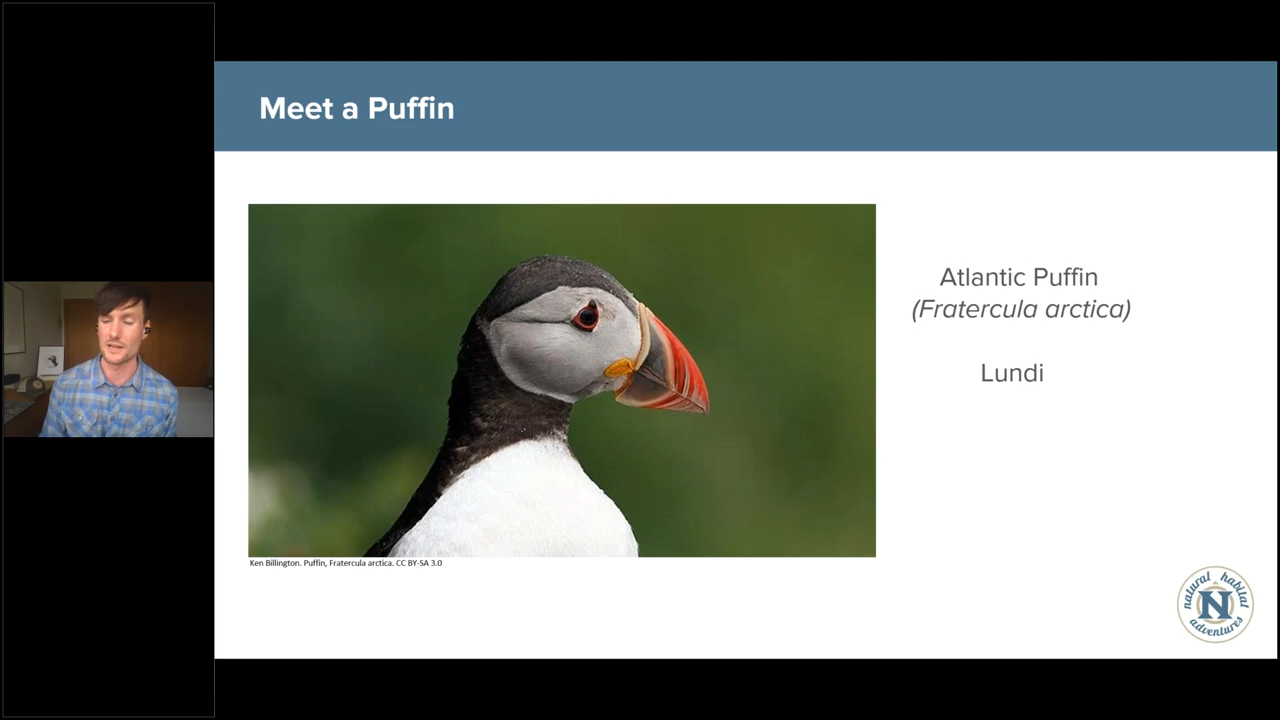 Meet a Puffin
Atlantic Puffin
(Fratercula arctica)
Lundi
Ken Billington. Puffin, Fratercula arctica. CC BY-SA 3.0
natural habitat
N
adventures